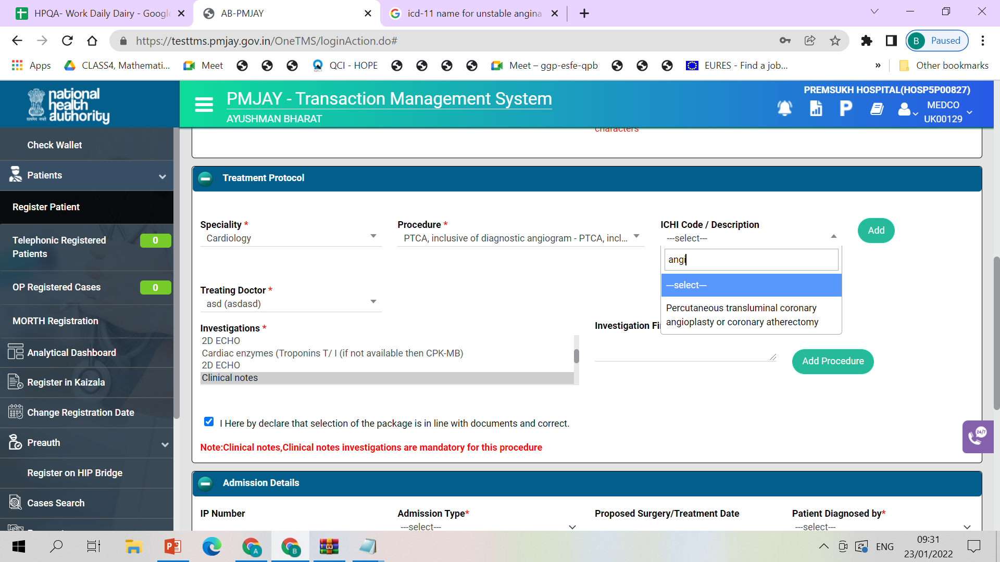 HPQA- Work Daily Dairy - Google
AB-PMJAY
icd-11 name for unstable angina
https://testtms.pmjay.gov.in/OneTMS/loginAction.do#
B Paused
Apps
CLASS4, Mathemati...
Meet
QCI - HOPE
Meet – ggp-esfe-qpb
EURES - Find a job...
»
Other bookmarks
national
health
authority
सत्यमेव जयते
PMJAY - Transaction Management System
AYUSHMAN BHARAT
PREMSUKH HOSPITAL(HOSP5P00827)
P
MEDCO
UK00129
Check Wallet
Patients
Register Patient
Telephonic Registered
Patients
0
OP Registered Cases
0
MORTH Registration
Analytical Dashboard
Register in Kaizala
Change Registration Date
Preauth
Register on HIP Bridge
Cases Search
characters
Treatment Protocol
Speciality *
Cardiology
Procedure *
PTCA, inclusive of diagnostic angiogram - PTCA, incl...
ICHI Code / Description
---select---
Add
angi
---select---
Percutaneous transluminal coronary
angioplasty or coronary atherectomy
Treating Doctor *
asd (asdasd)
Investigations *
2D ECHO
Cardiac enzymes (Troponins T/ I (if not available then CPK-MB)
2D ECHO
Clinical notes
Investigation Fi
Add Procedure
I Here by declare that selection of the package is in line with documents and correct.
Note:Clinical notes,Clinical notes investigations are mandatory for this procedure
24/7
Admission Details
IP Number
Admission Type*
---select---
Proposed Surgery/Treatment Date
Patient Diagnosed by*
---select---
A
B
ENG
09:31
23/01/2022